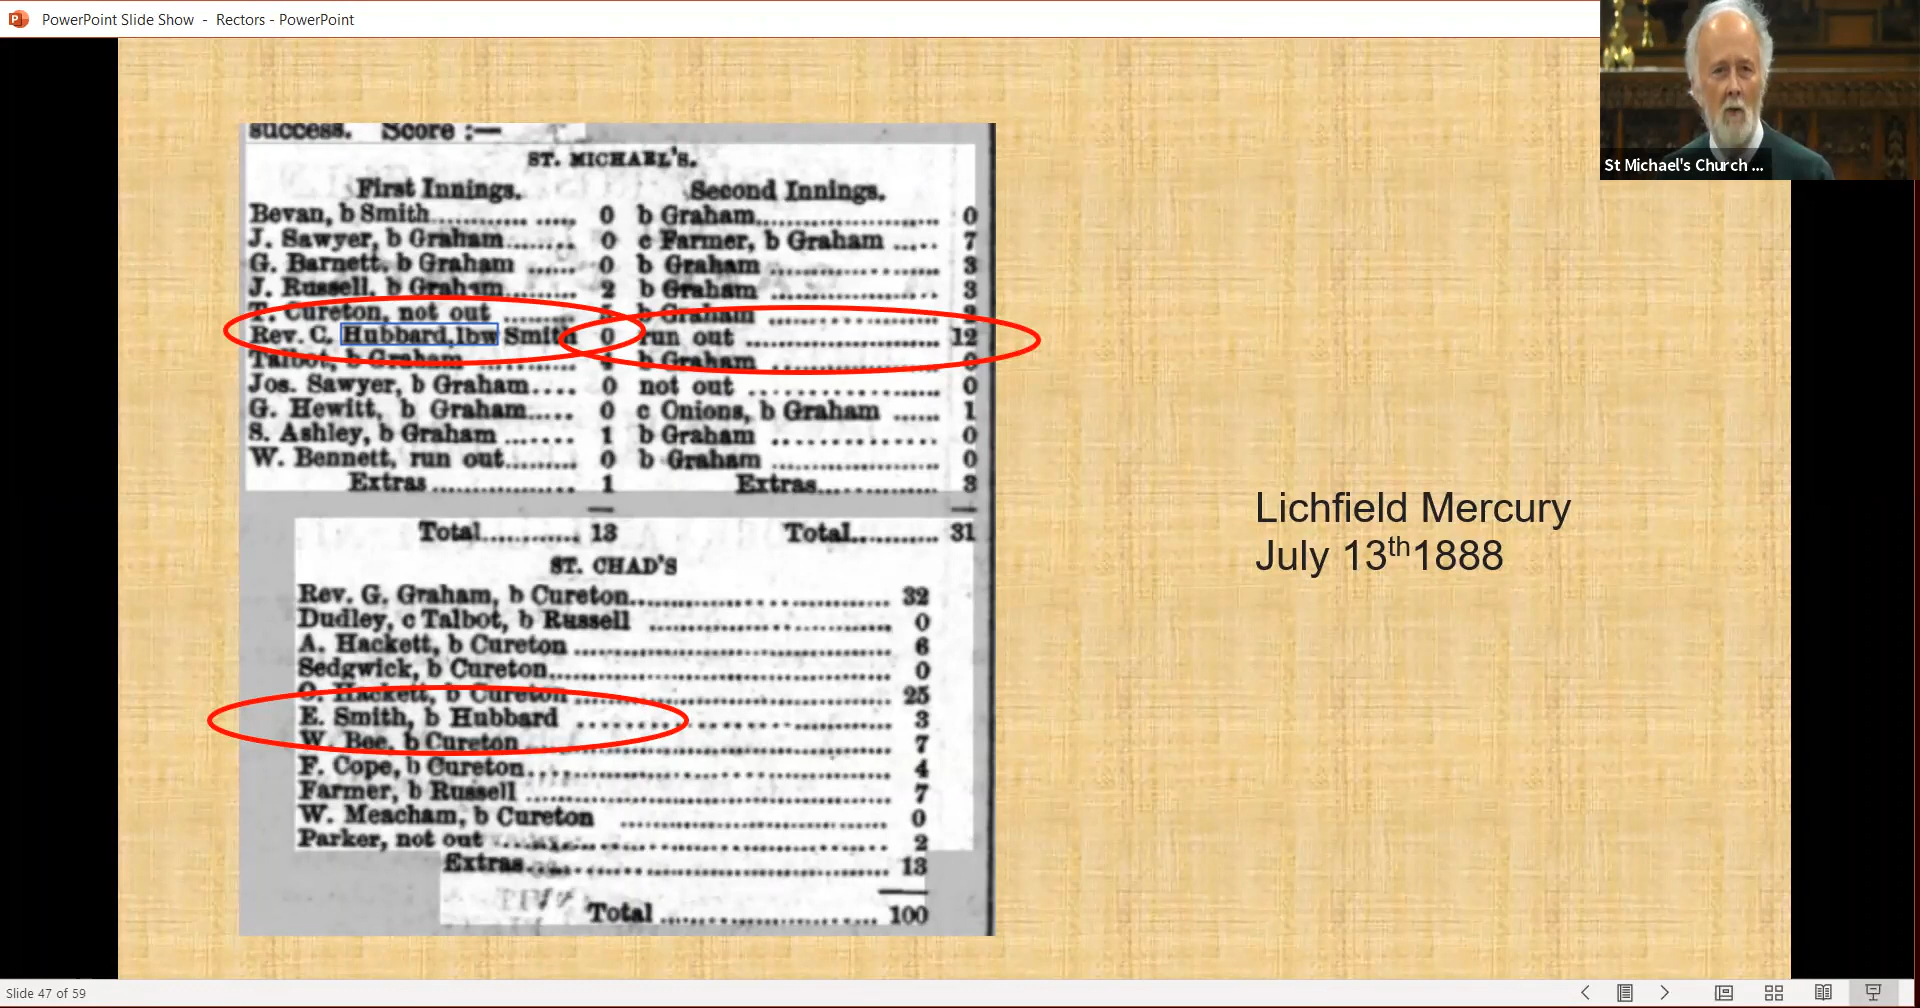 PowerPoint Slide Show - Rectors - PowerPoint
St Michael's Church ...
success. Score :—
ST. MICHAEL'S.
First Innings. Second Innings.
Bevan, b Smith 0 b Graham 0
J. Sawyer, b Graham 0 c Farmer, b Graham 7
G. Barnett, b Graham 0 b Graham 3
J. Russell, b Graham 2 b Graham 3
T. Cureton, not out b Graham 2
Rev. C. Hubbard, lbw Smith 0 run out 12
Talbot, b Graham 4 b Graham 0
Jos. Sawyer, b Graham 0 not out 0
G. Hewitt, b Graham 0 c Onions, b Graham 1
S. Ashley, b Graham 1 b Graham 0
W. Bennett, run out 0 b Graham 0
Extras 1 Extras 3
Total 13 Total 31
ST. CHAD'S
Rev. G. Graham, b Cureton 32
Dudley, c Talbot, b Russell 0
A. Hackett, b Cureton 6
Sedgwick, b Cureton 0
O. Hackett, b Cureton 25
E. Smith, b Hubbard 3
W. Bee, b Cureton 7
F. Cope, b Cureton 4
Farmer, b Russell 7
W. Meacham, b Cureton 0
Parker, not out 2
Extras 13
Total 100
Lichfield Mercury
July 13th1888
Slide 47 of 59